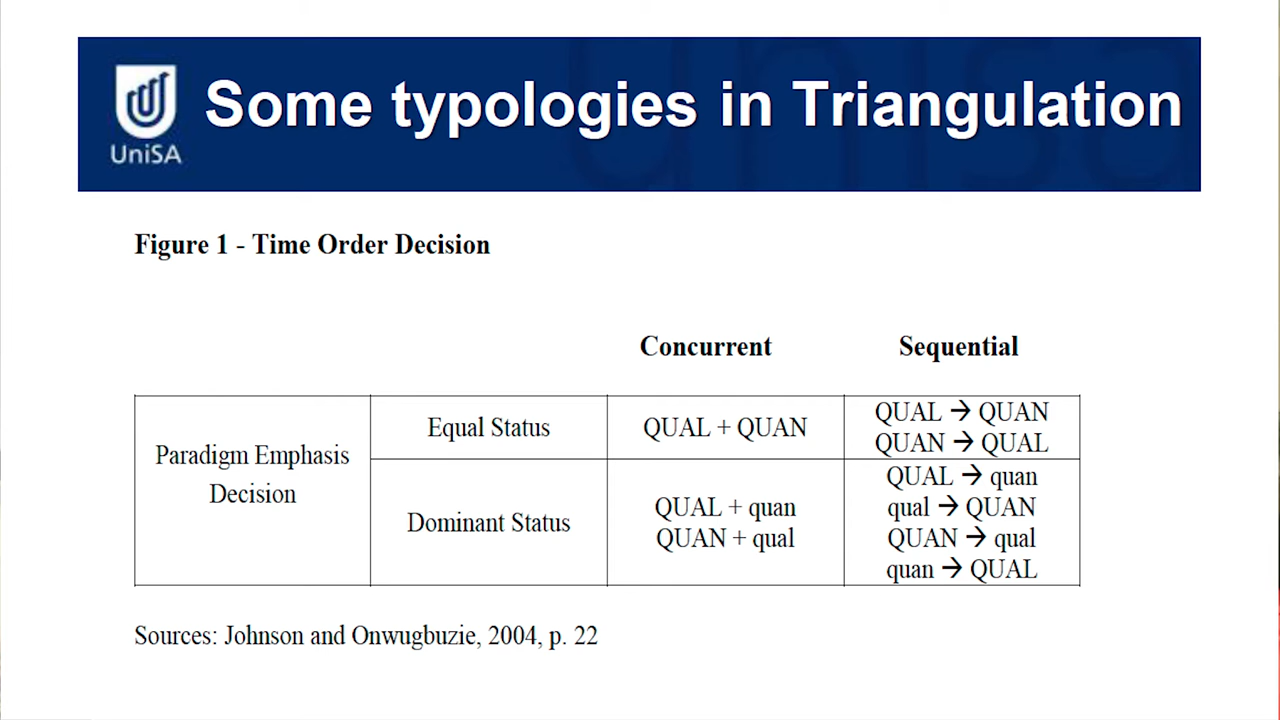 UniSA
Some typologies in Triangulation
Figure 1 - Time Order Decision
Concurrent Sequential
Paradigm Emphasis
Decision
Equal Status
QUAL + QUAN
QUAL → QUAN
QUAN → QUAL
Dominant Status
QUAL + quan
QUAN + qual
QUAL → quan
qual → QUAN
QUAN → qual
quan → QUAL
Sources: Johnson and Onwugbuzie, 2004, p. 22